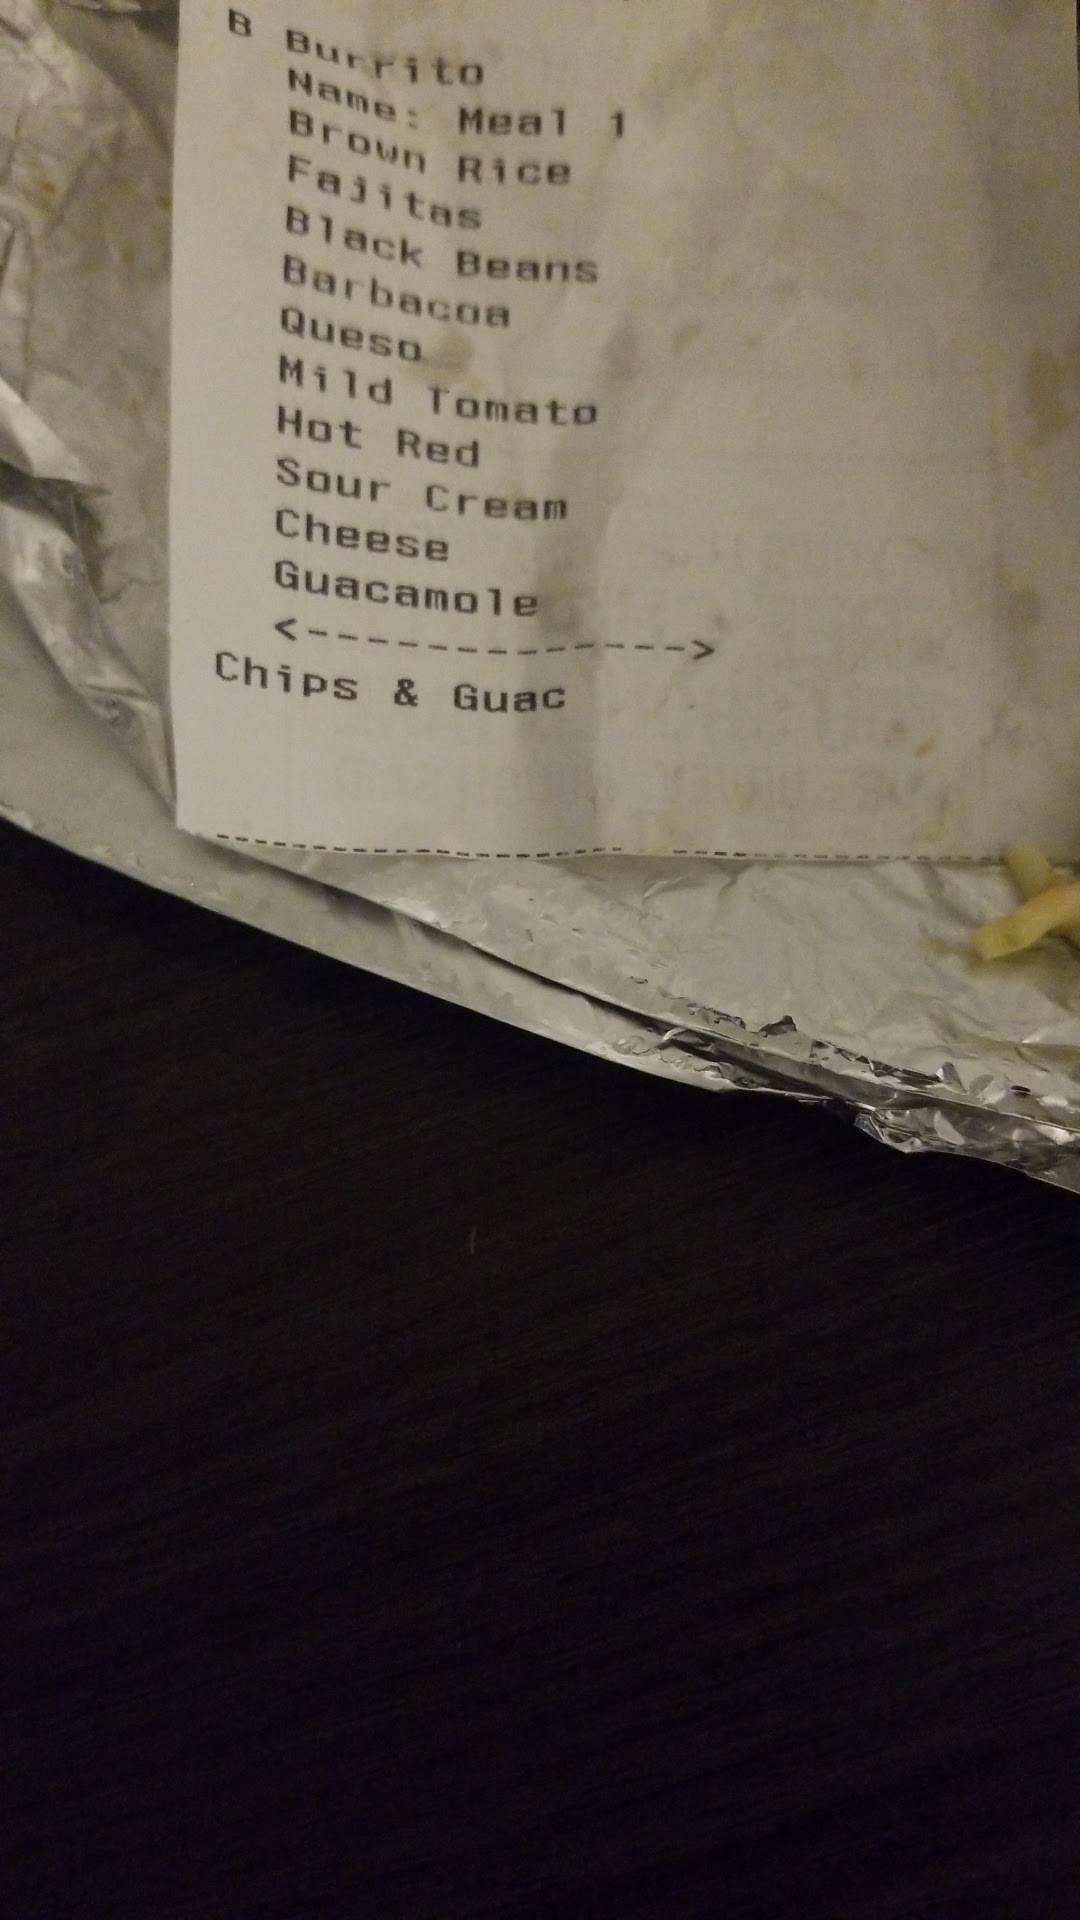 B Burrito
Name: Meal 1
Brown Rice
Fajitas
Black Beans
Barbacoa
Queso
Mild Tomato
Hot Red
Sour Cream
Cheese
Guacamole
<-------------->
Chips & Guac